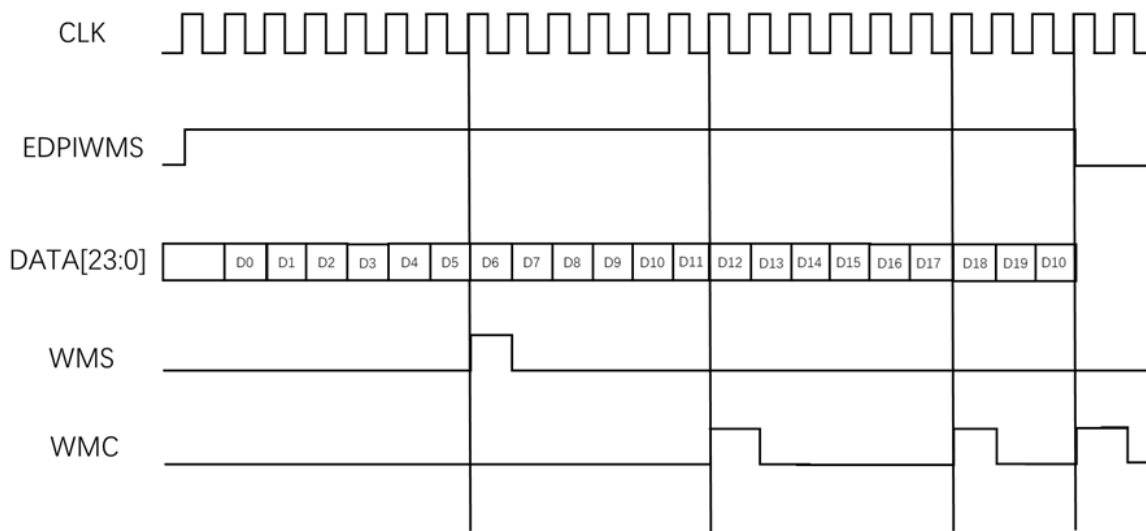 CLK
EDPIWMS
DATA[23:0] D0 D1 D2 D3 D4 D5 D6 D7 D8 D9 D10 D11 D12 D13 D14 D15 D16 D17 D18 D19 D10
WMS
WMC